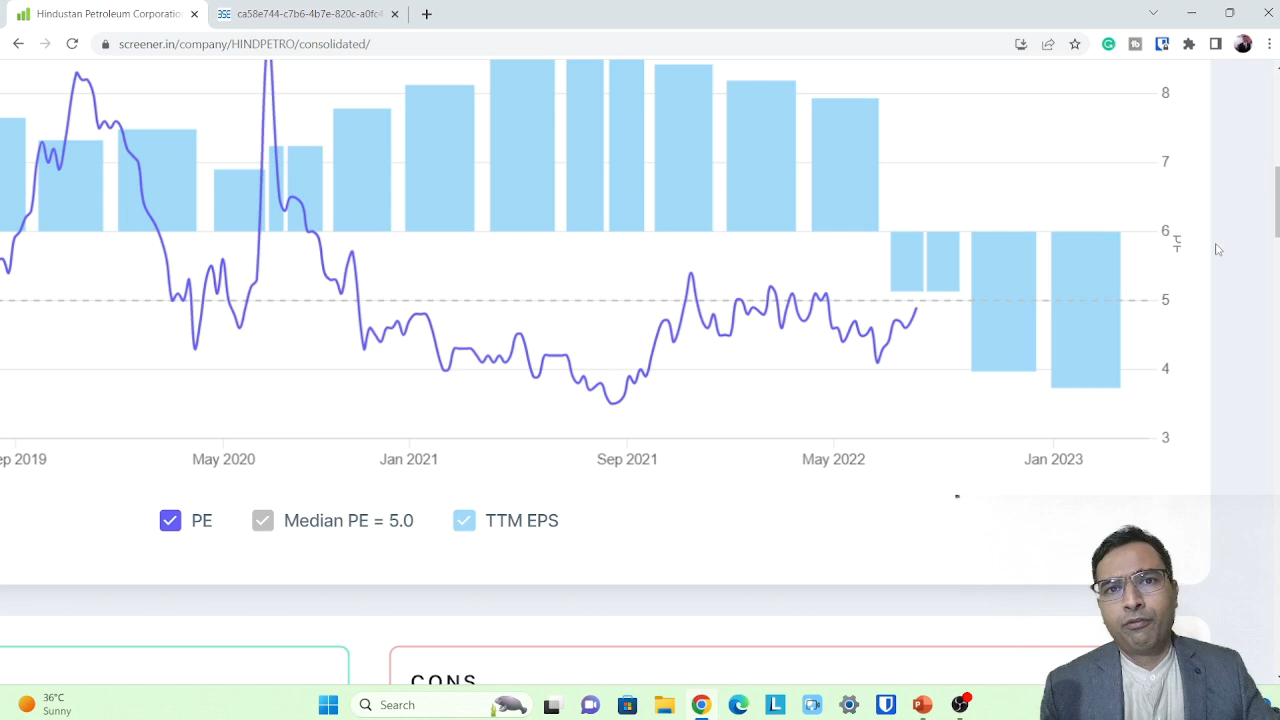 Hindustan Petroleum Corporation
BSE ca58e744-c7b6-4b7e-820c-a0fc4
screener.in/company/HINDPETRO/consolidated/
8
7
6
5
4
3
ep 2019 May 2020 Jan 2021 Sep 2021 May 2022 Jan 2023
PE Median PE = 5.0 TTM EPS
CONS
36°C
Sunny
Search